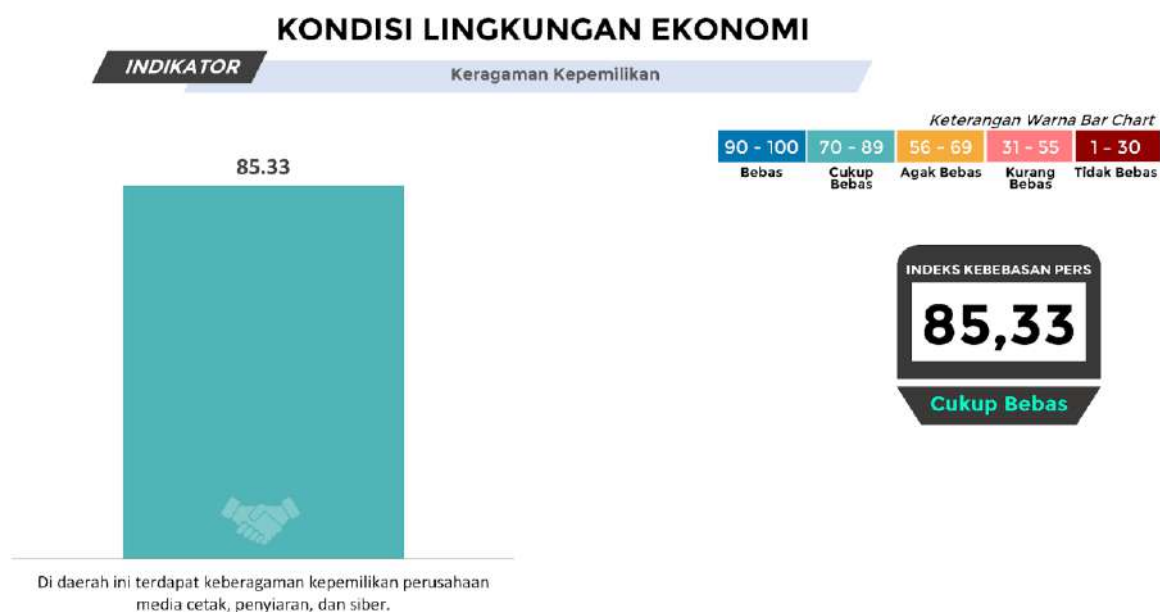 KONDISI LINGKUNGAN EKONOMI
INDIKATOR
Keragaman Kepemilikan
Keterangan Warna Bar Chart
90 - 100 70 - 89 56 - 69 31 - 55 1 - 30
Bebas Cukup Bebas Agak Bebas Kurang Bebas Tidak Bebas
85.33
INDEKS KEBEBASAN PERS
85,33
Cukup Bebas
Di daerah ini terdapat keberagaman kepemilikan perusahaan
media cetak, penyiaran, dan siber.